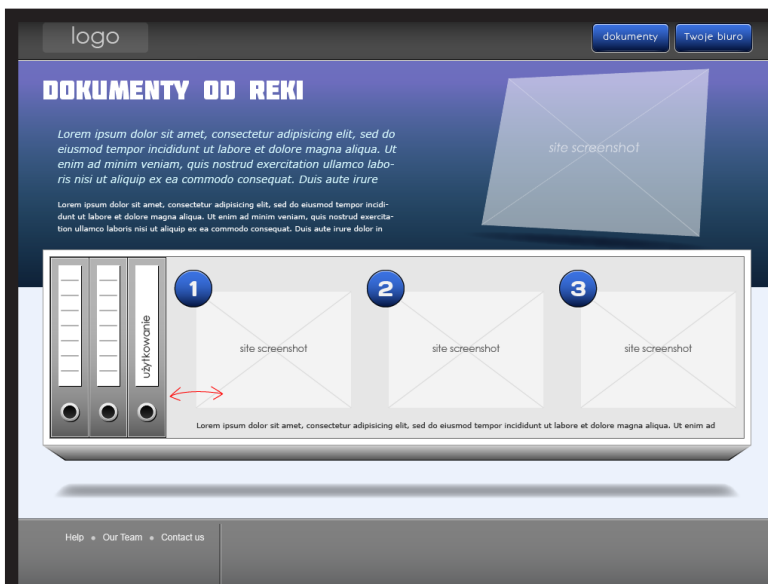 logo
dokumenty
Twoje biuro
DOKUMENTY OD REKI
Lorem ipsum dolor sit amet, consectetur adipisicing elit, sed do
eiusmod tempor incididunt ut labore et dolore magna aliqua. Ut
enim ad minim veniam, quis nostrud exercitation ullamco labo-
ris nisi ut aliquip ex ea commodo consequat. Duis aute irure
Lorem ipsum dolor sit amet, consectetur adipisicing elit, sed do eiusmod tempor incidi-
dunt ut labore et dolore magna aliqua. Ut enim ad minim veniam, quis nostrud exercita-
tion ullamco laboris nisi ut aliquip ex ea commodo consequat. Duis aute irure dolor in
site screenshot
użytkowanie
1
site screenshot
2
site screenshot
3
site screenshot
Lorem ipsum dolor sit amet, consectetur adipisicing elit, sed do eiusmod tempor incididunt ut labore et dolore magna aliqua. Ut enim ad
Help • Our Team • Contact us